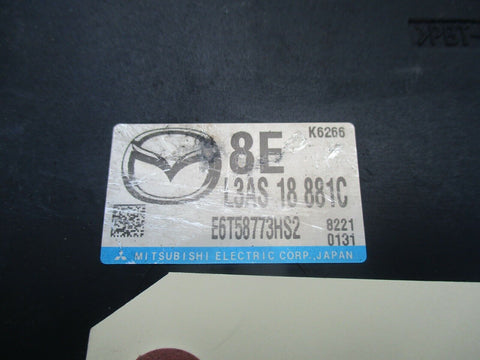 K6266
8E
L3AS 18 881C
E6T58773HS2
8221
0131
MITSUBISHI ELECTRIC CORP., JAPAN